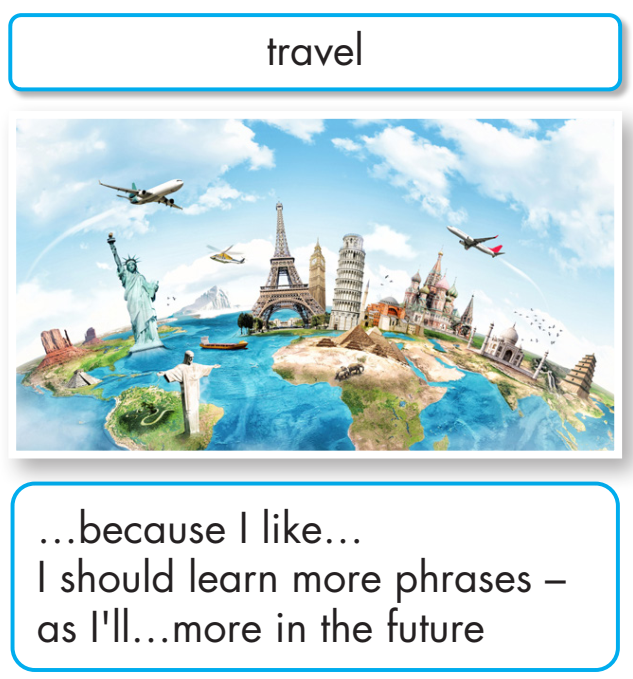 travel
...because I like...
I should learn more phrases –
as I'll...more in the future